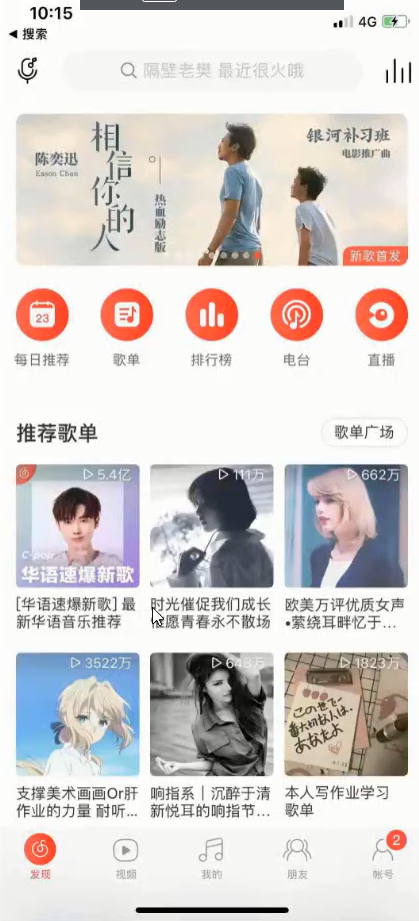 10:15
4G
搜索
隔壁老樊 最近很火哦
相信你的人
陈奕迅
Eason Chan
热血励志版
银河补习班
电影推广曲
新歌首发
23
每日推荐
歌单
排行榜
电台
直播
推荐歌单
歌单广场
5.4亿
C-pop
华语速爆新歌
111万
662万
[华语速爆新歌] 最
新华语音乐推荐
时光催促我们成长
愿青春永不散场
欧美万评优质女声
•萦绕耳畔忆于…
3522万
648万
1823万
この世で
一番大切な人は、
あなたよ
支撑美术画画Or肝
作业的力量 耐听…
响指系｜沉醉于清
新悦耳的响指节…
本人写作业学习
歌单
发现
视频
我的
朋友
帐号
2